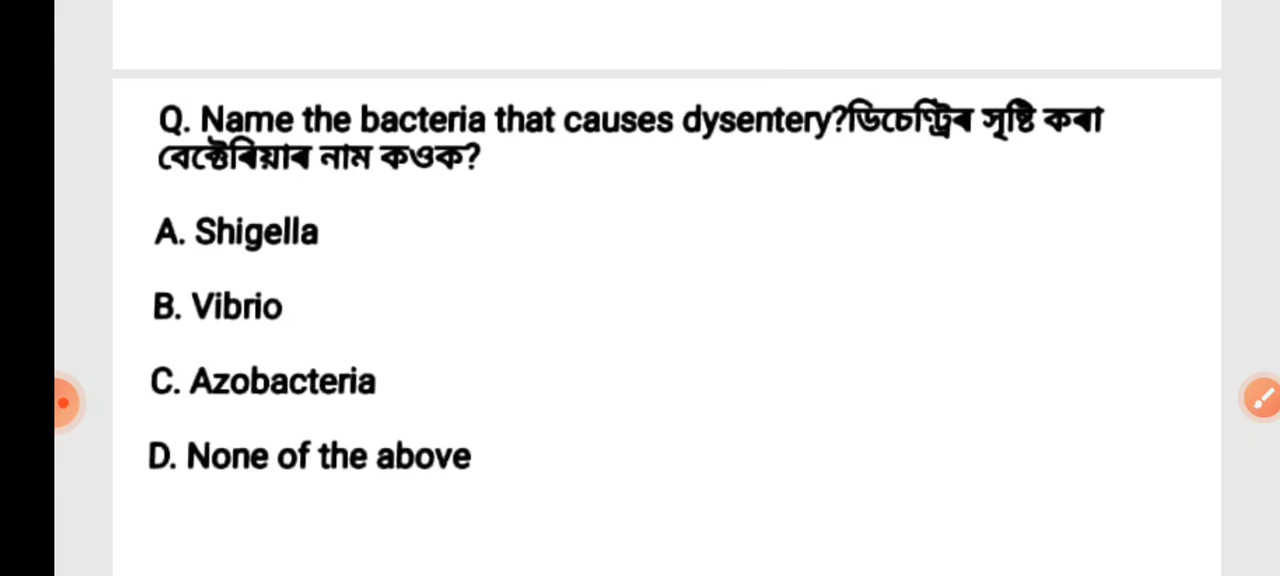 Q. Name the bacteria that causes dysentery?ডিচেণ্ট্ৰিৰ সৃষ্টি কৰা
বেক্টেৰিয়াৰ নাম কওক?
A. Shigella
B. Vibrio
C. Azobacteria
D. None of the above